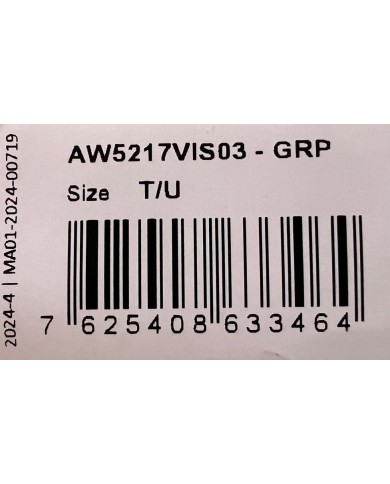 AW5217VIS03 - GRP
Size T/U
7 625408 633464
2024-4 | MA01-2024-00719